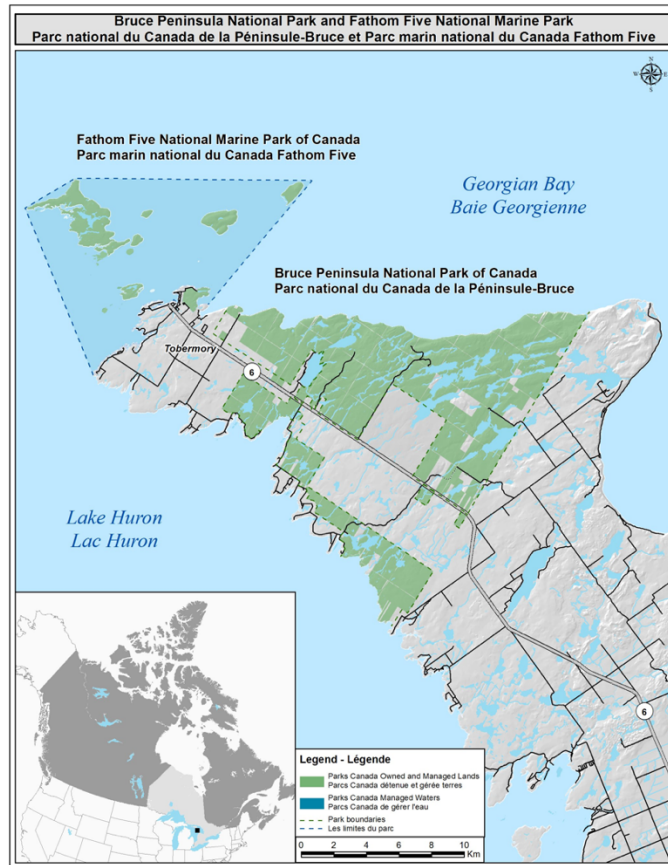 Bruce Peninsula National Park and Fathom Five National Marine Park
Parc national du Canada de la Péninsule-Bruce et Parc marin national du Canada Fathom Five
N
W E
S
Fathom Five National Marine Park of Canada
Parc marin national du Canada Fathom Five
Georgian Bay
Baie Georgienne
Bruce Peninsula National Park of Canada
Parc national du Canada de la Péninsule-Bruce
Tobermory
6
Lake Huron
Lac Huron
6
Legend - Légende
Parks Canada Owned and Managed Lands
Parcs Canada détenue et gérée terres
Parks Canada Managed Waters
Parcs Canada de gérer l'eau
Park boundaries
Les limites du parc
0 2 4 6 8 10
Km